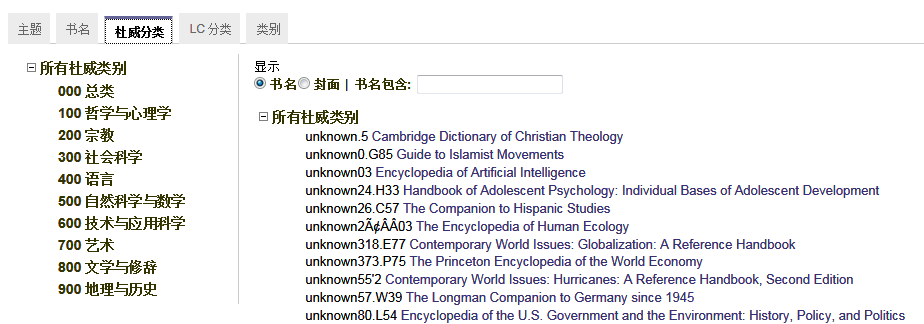 主题 书名 杜威分类 LC 分类 类别
所有杜威类别
000 总类
100 哲学与心理学
200 宗教
300 社会科学
400 语言
500 自然科学与数学
600 技术与应用科学
700 艺术
800 文学与修辞
900 地理与历史
显示
书名 封面 | 书名包含:
所有杜威类别
unknown.5 Cambridge Dictionary of Christian Theology
unknown0.G85 Guide to Islamist Movements
unknown03 Encyclopedia of Artificial Intelligence
unknown24.H33 Handbook of Adolescent Psychology: Individual Bases of Adolescent Development
unknown26.C57 The Companion to Hispanic Studies
unknown2Ã¢ÂÂ03 The Encyclopedia of Human Ecology
unknown318.E77 Contemporary World Issues: Globalization: A Reference Handbook
unknown373.P75 The Princeton Encyclopedia of the World Economy
unknown55'2 Contemporary World Issues: Hurricanes: A Reference Handbook, Second Edition
unknown57.W39 The Longman Companion to Germany since 1945
unknown80.L54 Encyclopedia of the U.S. Government and the Environment: History, Policy, and Politics